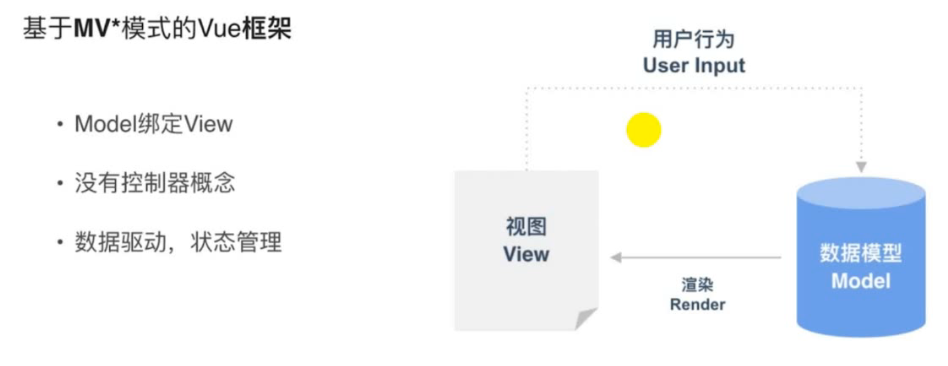 基于MV*模式的Vue框架
• Model绑定View
• 没有控制器概念
• 数据驱动，状态管理
用户行为
User Input
视图
View
渲染
Render
数据模型
Model